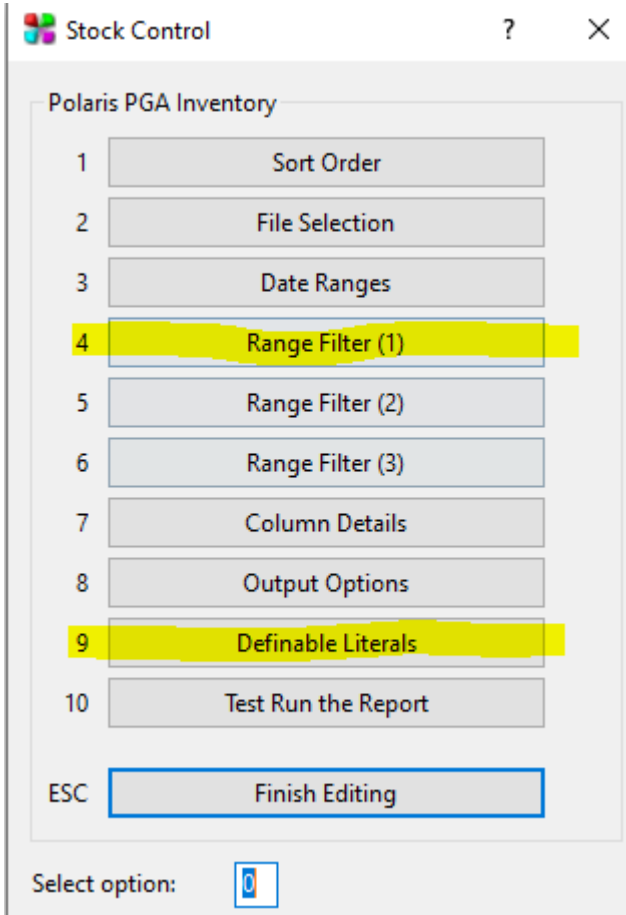 Stock Control ? ×
Polaris PGA Inventory
1 Sort Order
2 File Selection
3 Date Ranges
4 Range Filter (1)
5 Range Filter (2)
6 Range Filter (3)
7 Column Details
8 Output Options
9 Definable Literals
10 Test Run the Report
ESC Finish Editing
Select option: 0